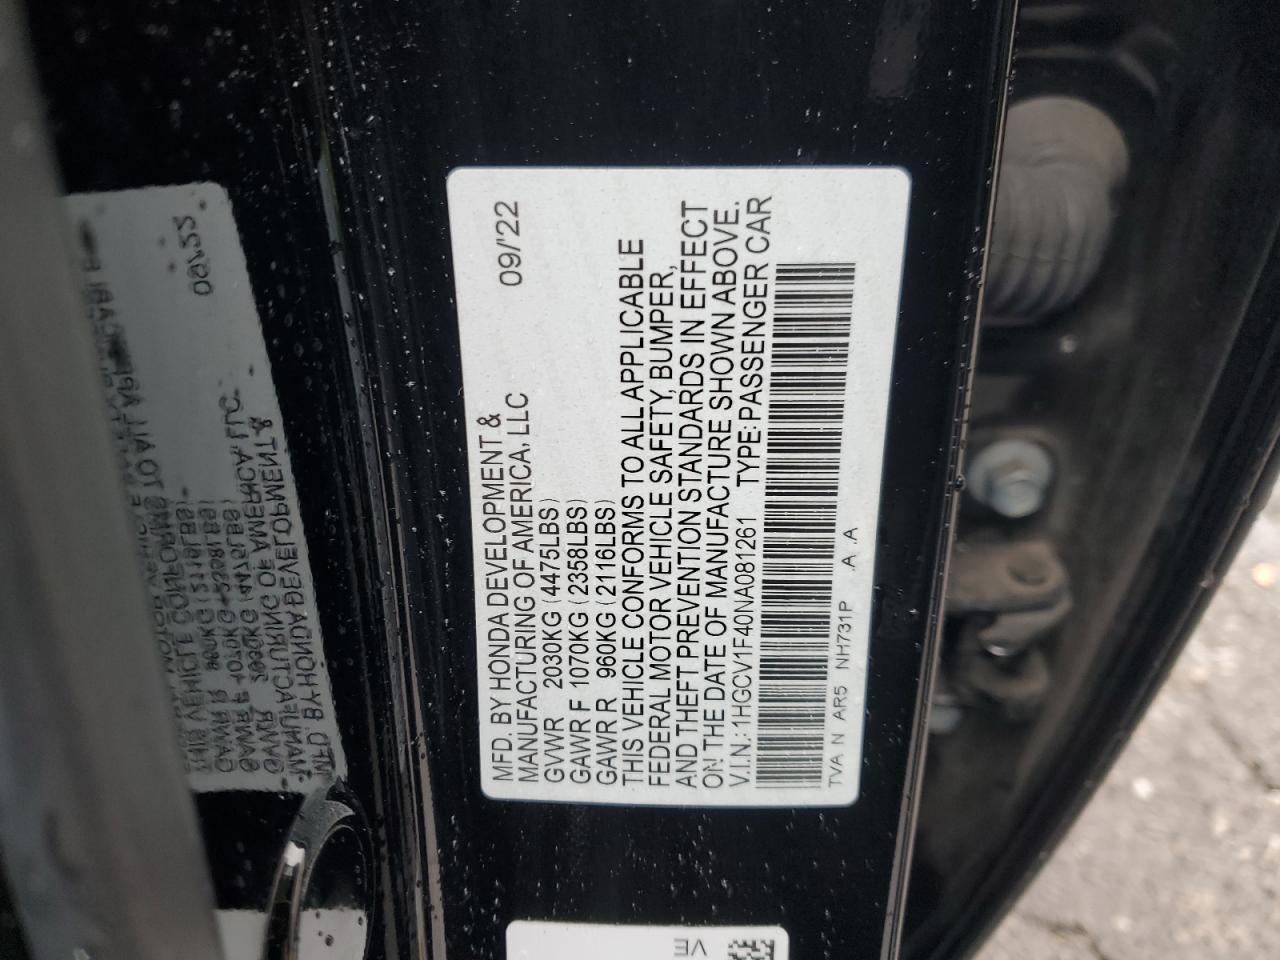 MFD. BY HONDA DEVELOPMENT & 09/'22
MANUFACTURING OF AMERICA, LLC
GVWR 2030KG (4475LBS)
GAWR F 1070KG (2358LBS)
GAWR R 960KG (2116LBS)
THIS VEHICLE CONFORMS TO ALL APPLICABLE
FEDERAL MOTOR VEHICLE SAFETY, BUMPER,
AND THEFT PREVENTION STANDARDS IN EFFECT
ON THE DATE OF MANUFACTURE SHOWN ABOVE.
V.I.N.: 1HGCV1F40NA081261 TYPE:PASSENGER CAR
TVA N AR5 NH731P .A .A
VE